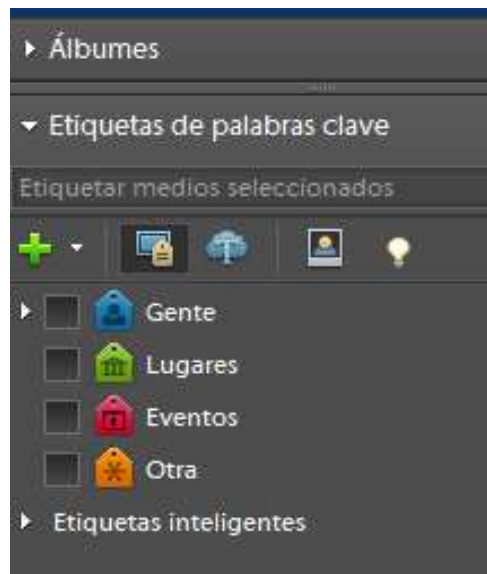 Álbumes
Etiquetas de palabras clave
Etiquetar medios seleccionados
Gente
Lugares
Eventos
Otra
Etiquetas inteligentes